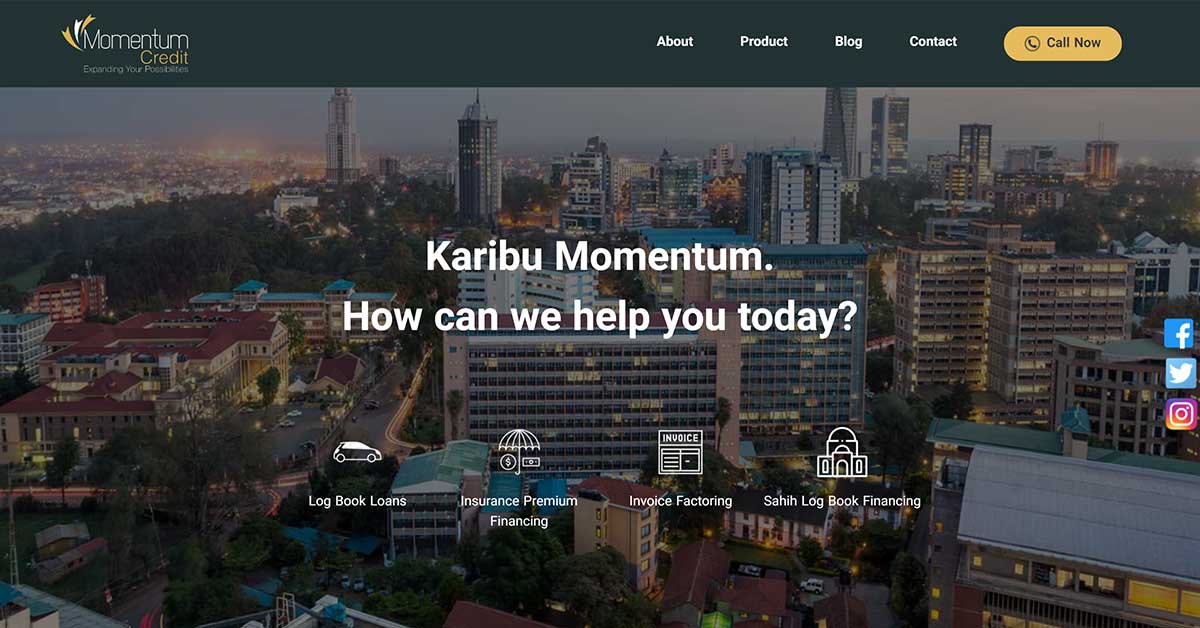 Momentum
Credit
Expanding Your Possibilities
About
Product
Blog
Contact
Call Now
Karibu Momentum.
How can we help you today?
INVOICE
Log Book Loans
Insurance Premium
Financing
Invoice Factoring
Sahih Log Book Financing